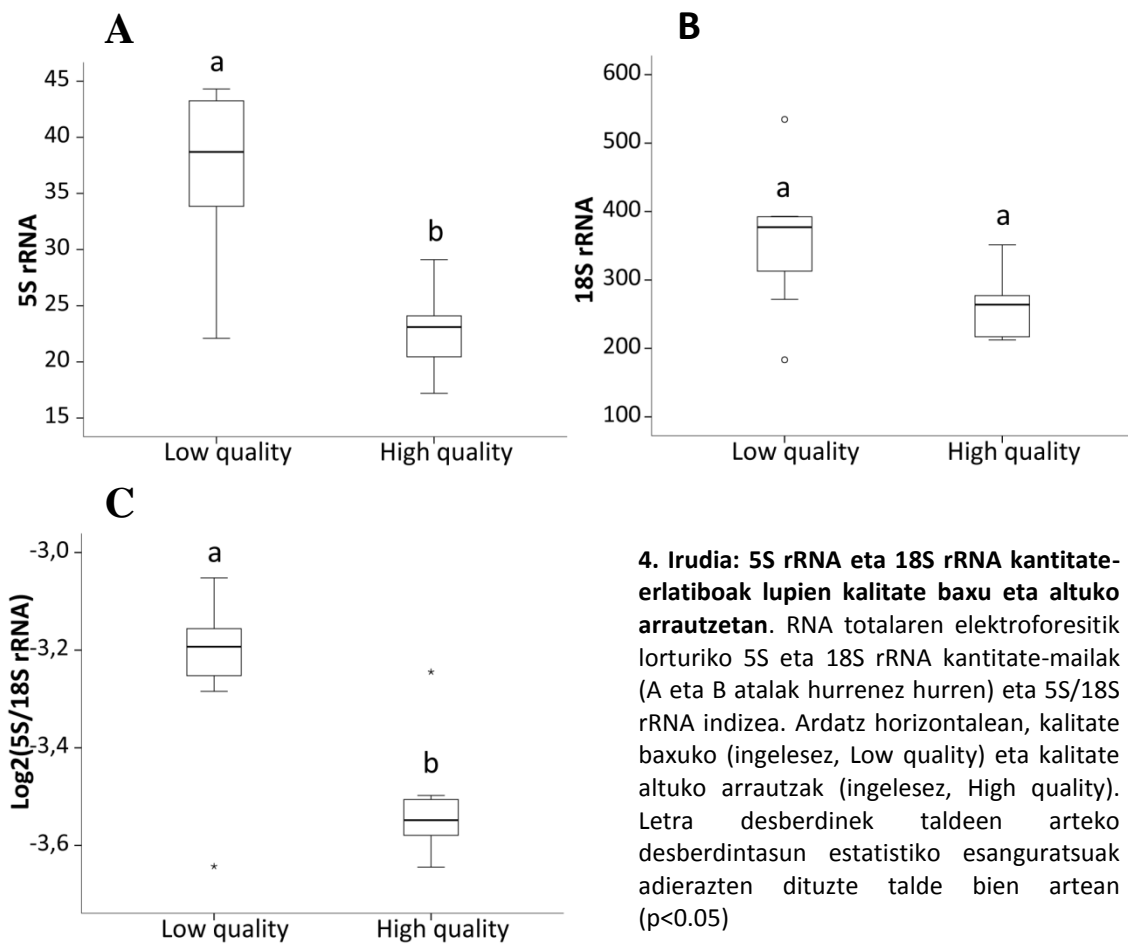 A
a
45
40
35
30
25
20
15
b
5S rRNA
Low quality
High quality
B
600
500
400
300
200
100
a
a
18S rRNA
Low quality
High quality
C
a
-3,0
-3,2
-3,4
-3,6
*
b
*
Log2(5S/18S rRNA)
Low quality
High quality
4. Irudia: 5S rRNA eta 18S rRNA kantitate-
erlatiboak lupien kalitate baxu eta altuko
arrautzetan. RNA totalaren elektroforesitik
lorturiko 5S eta 18S rRNA kantitate-mailak
(A eta B atalak hurrenez hurren) eta 5S/18S
rRNA indizea. Ardatz horizontalean, kalitate
baxuko (ingelesez, Low quality) eta kalitate
altuko arrautzak (ingelesez, High quality).
Letra desberdinek taldeen arteko
desberdintasun estatistiko esanguratsuak
adierazten dituzte talde bien artean
(p<0.05)